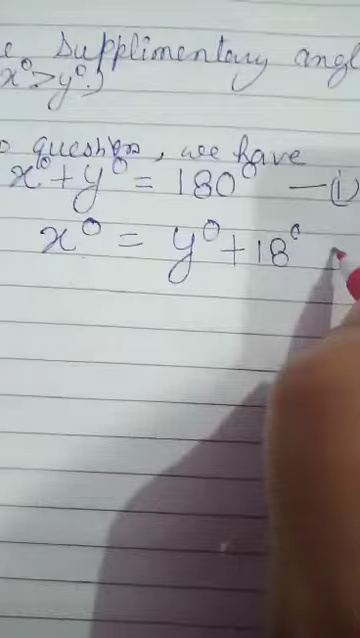 Supplimentary angl
x° > y°.)
question, we have
x° + y° = 180° — (i)
x° = y° + 18°